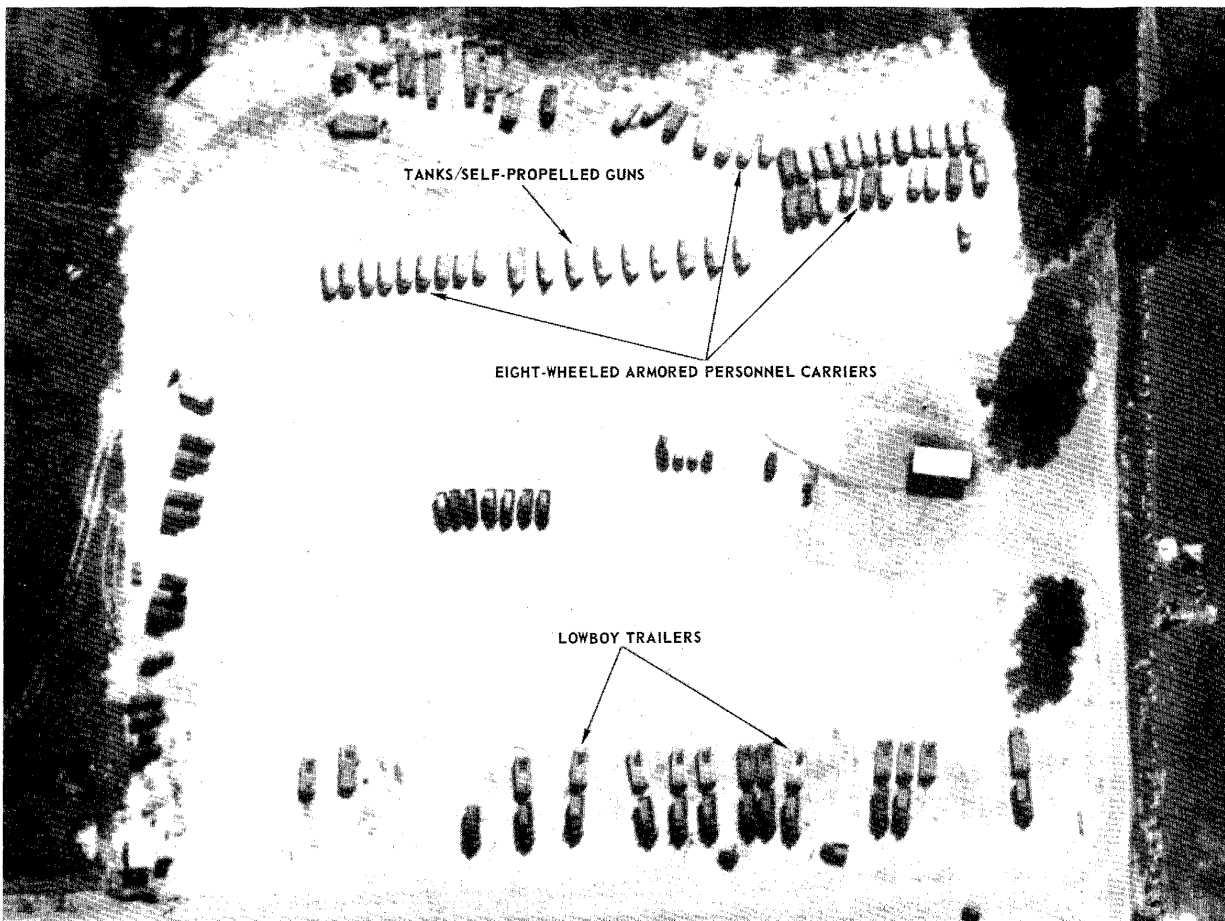 TANKS/SELF-PROPELLED GUNS
EIGHT-WHEELED ARMORED PERSONNEL CARRIERS
LOWBOY TRAILERS